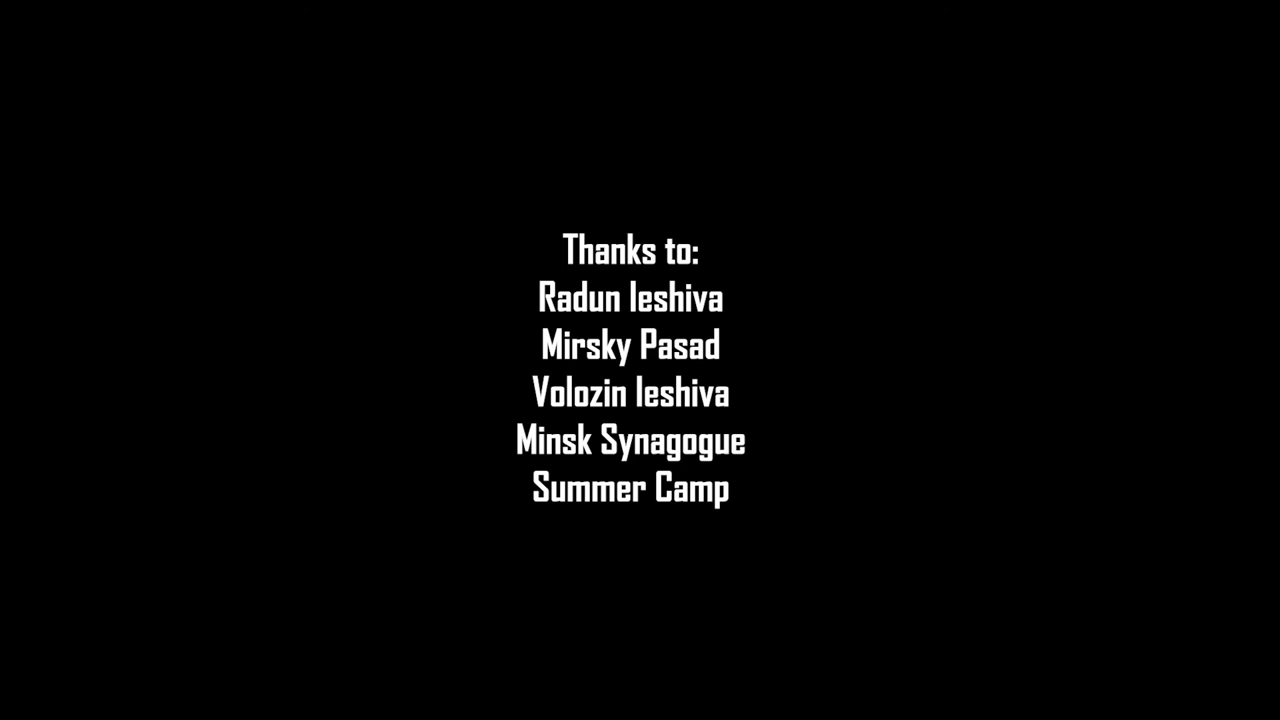 Thanks to:
Radun Ieshiva
Mirsky Pasad
Volozin Ieshiva
Minsk Synagogue
Summer Camp